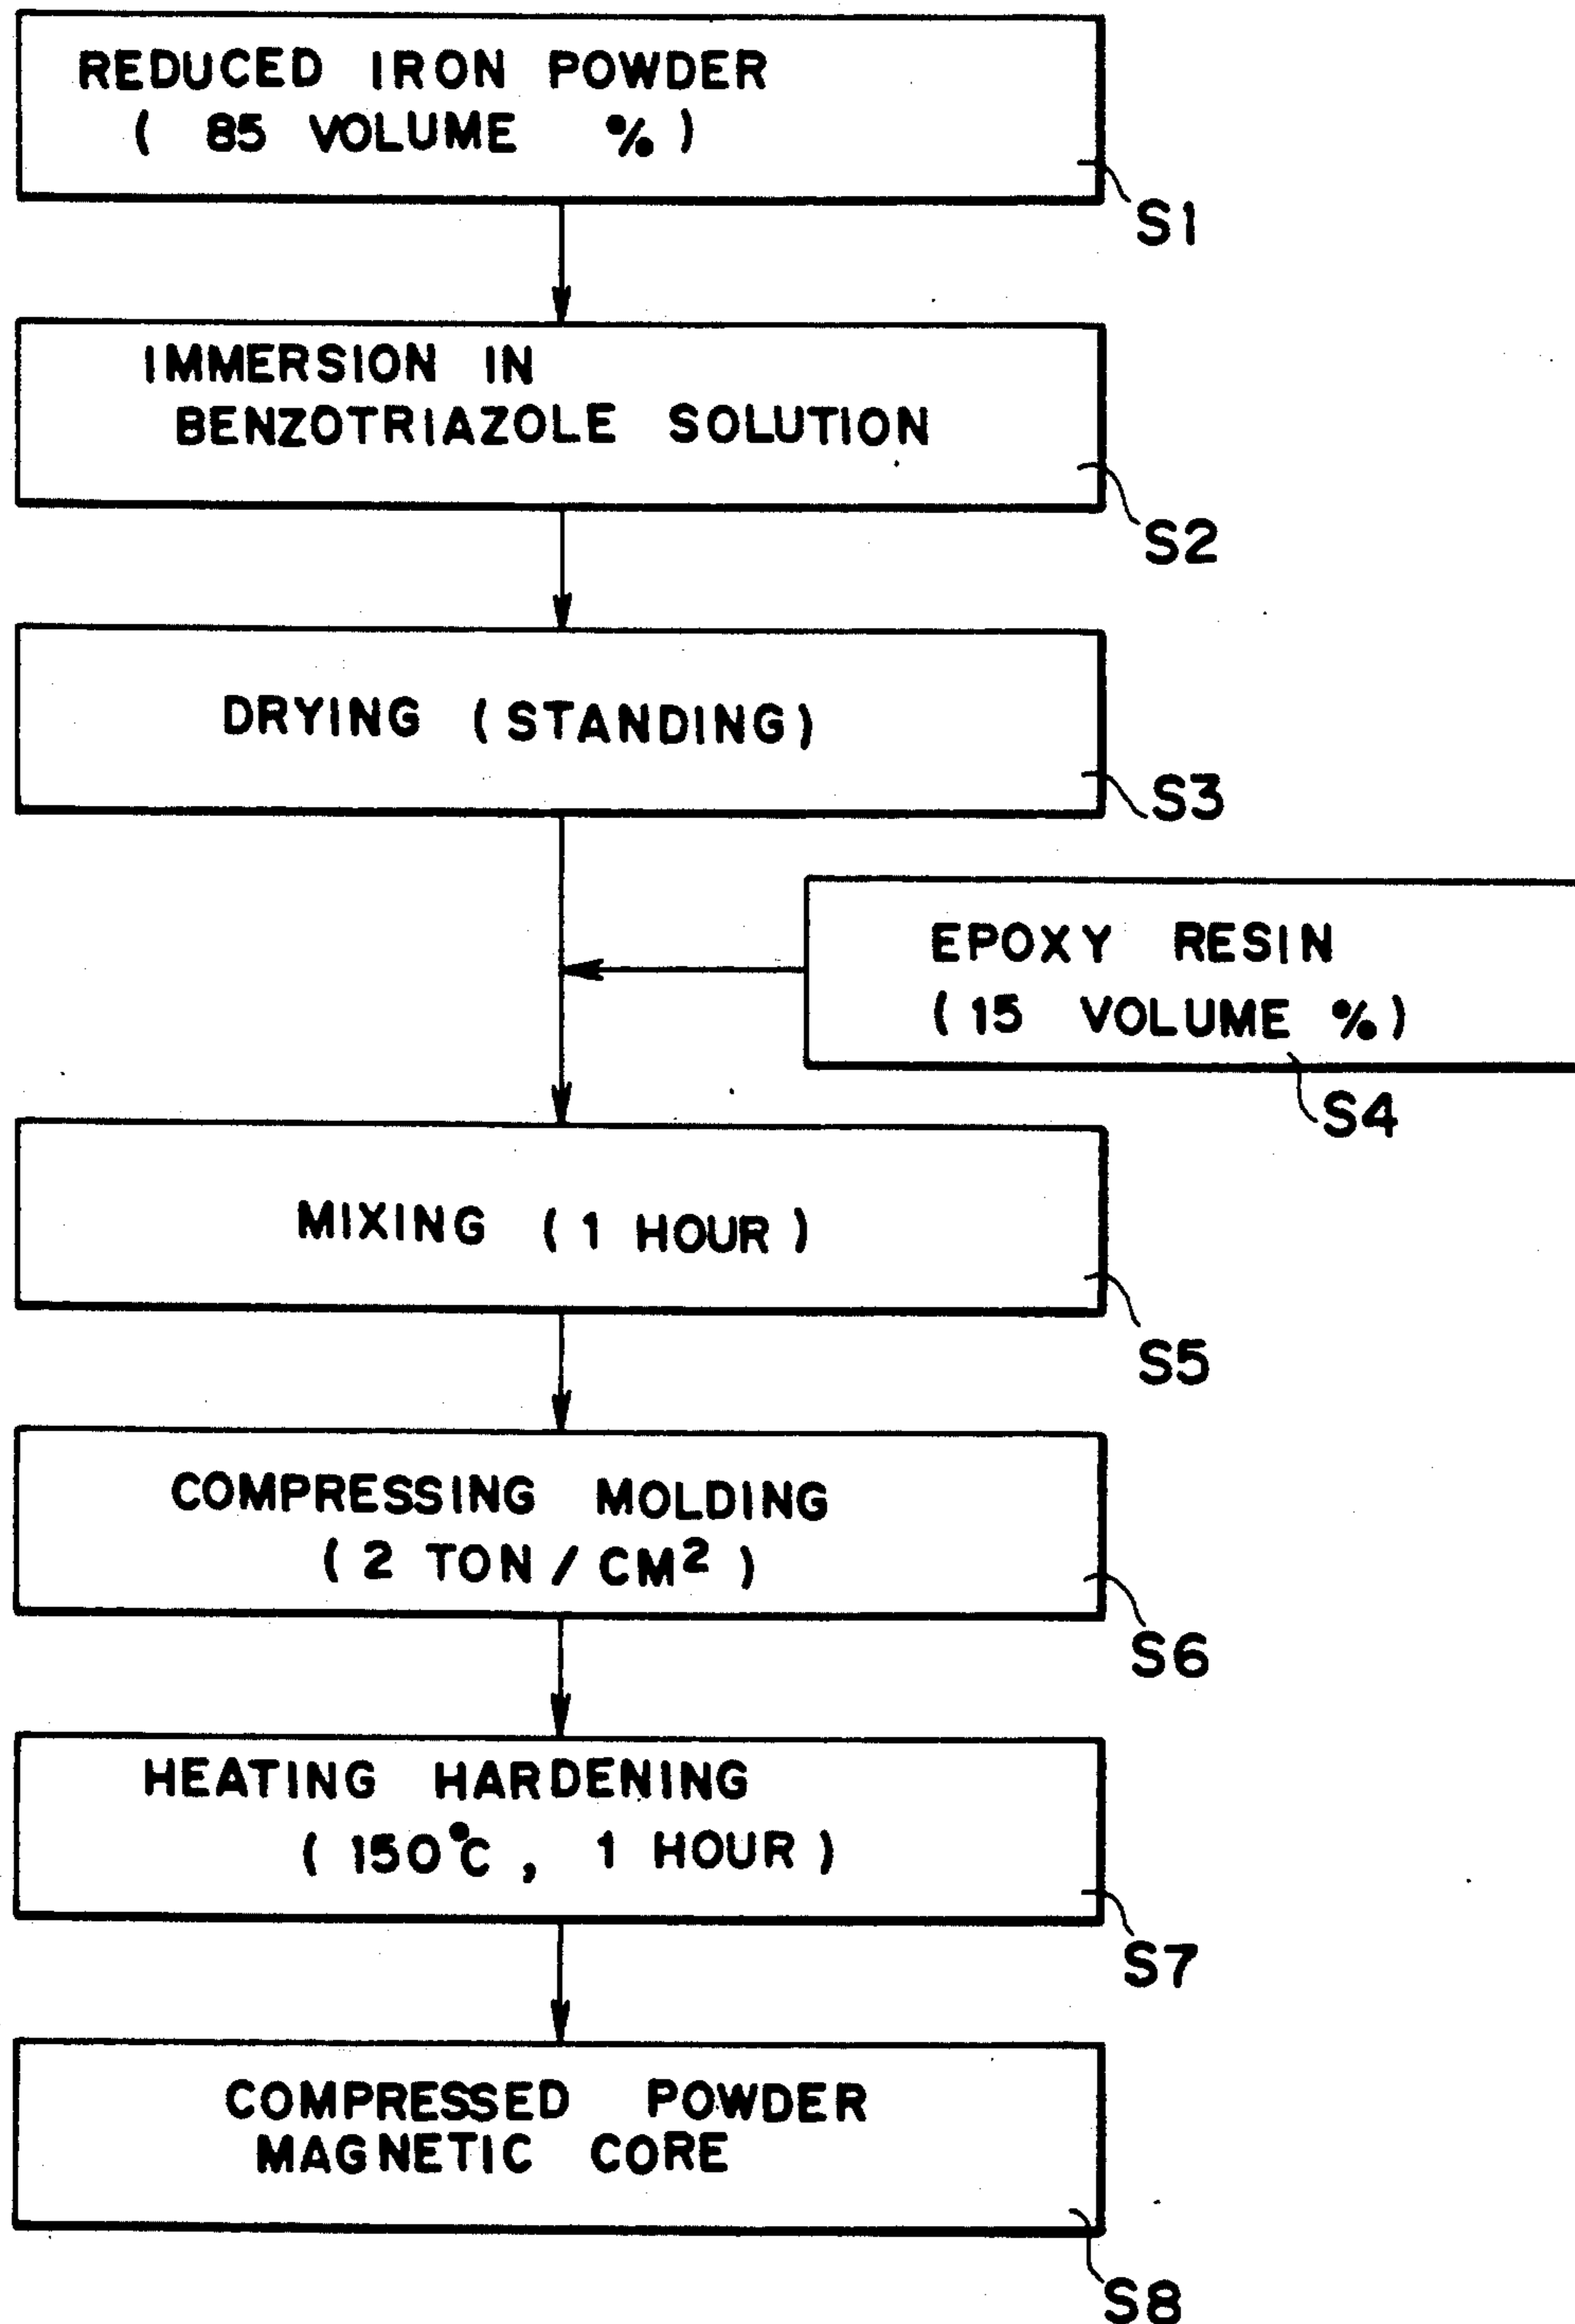 REDUCED IRON POWDER
( 85 VOLUME % )
S1
IMMERSION IN
BENZOTRIAZOLE SOLUTION
S2
DRYING (STANDING)
S3
EPOXY RESIN
(15 VOLUME %)
S4
MIXING (1 HOUR)
S5
COMPRESSING MOLDING
(2 TON/CM²)
S6
HEATING HARDENING
(150°C, 1 HOUR)
S7
COMPRESSED POWDER
MAGNETIC CORE
S8